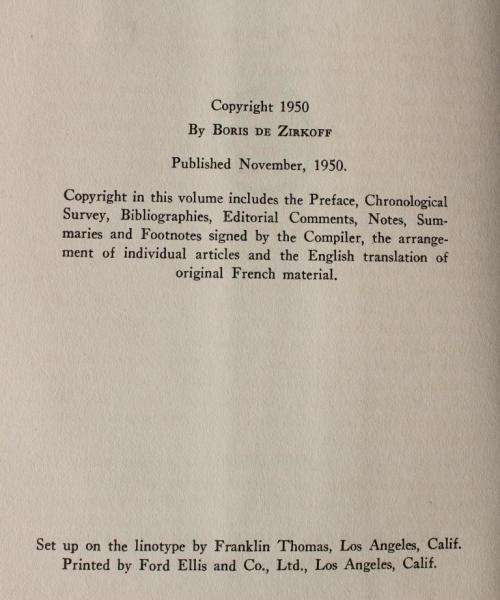 Copyright 1950
By Boris de Zirkoff
Published November, 1950.
Copyright in this volume includes the Preface, Chronological
Survey, Bibliographies, Editorial Comments, Notes, Sum-
maries and Footnotes signed by the Compiler, the arrange-
ment of individual articles and the English translation of
original French material.
Set up on the linotype by Franklin Thomas, Los Angeles, Calif.
Printed by Ford Ellis and Co., Ltd., Los Angeles, Calif.